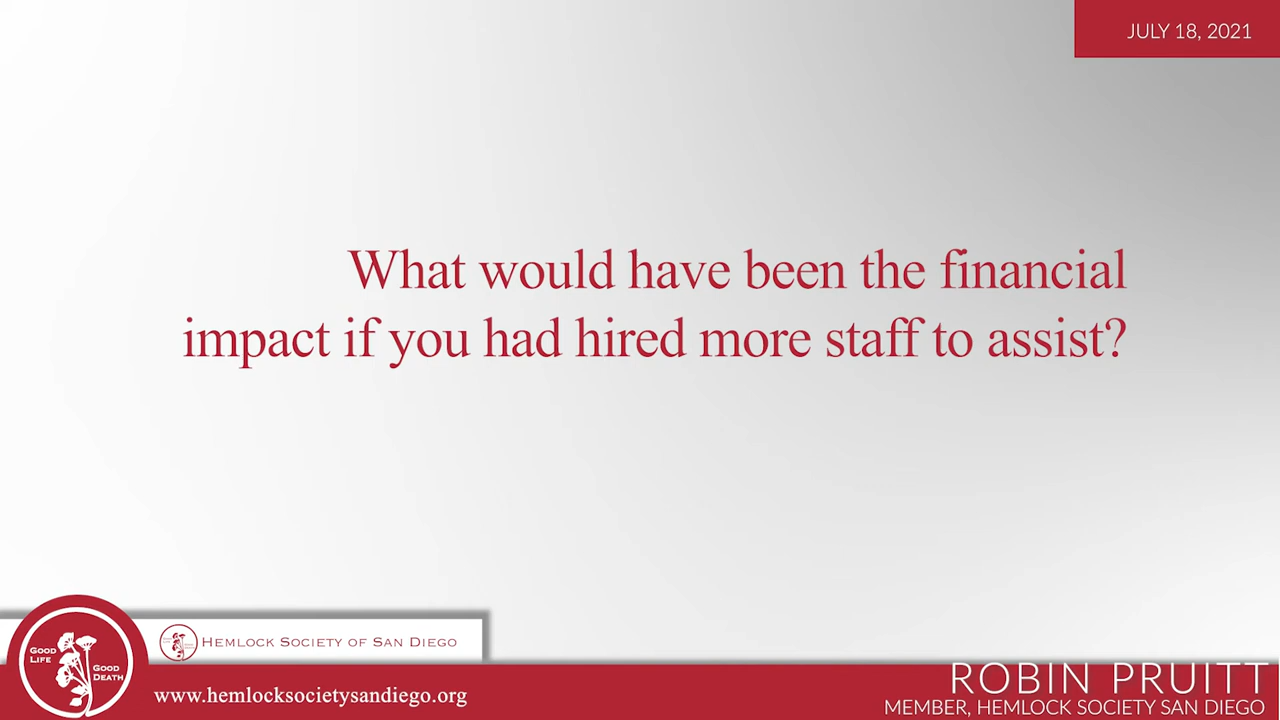 JULY 18, 2021
What would have been the financial
impact if you had hired more staff to assist?
GOOD
LIFE
GOOD
DEATH
HEMLOCK SOCIETY OF SAN DIEGO
www.hemlocksocietysandiego.org
ROBIN PRUITT
MEMBER, HEMLOCK SOCIETY SAN DIEGO